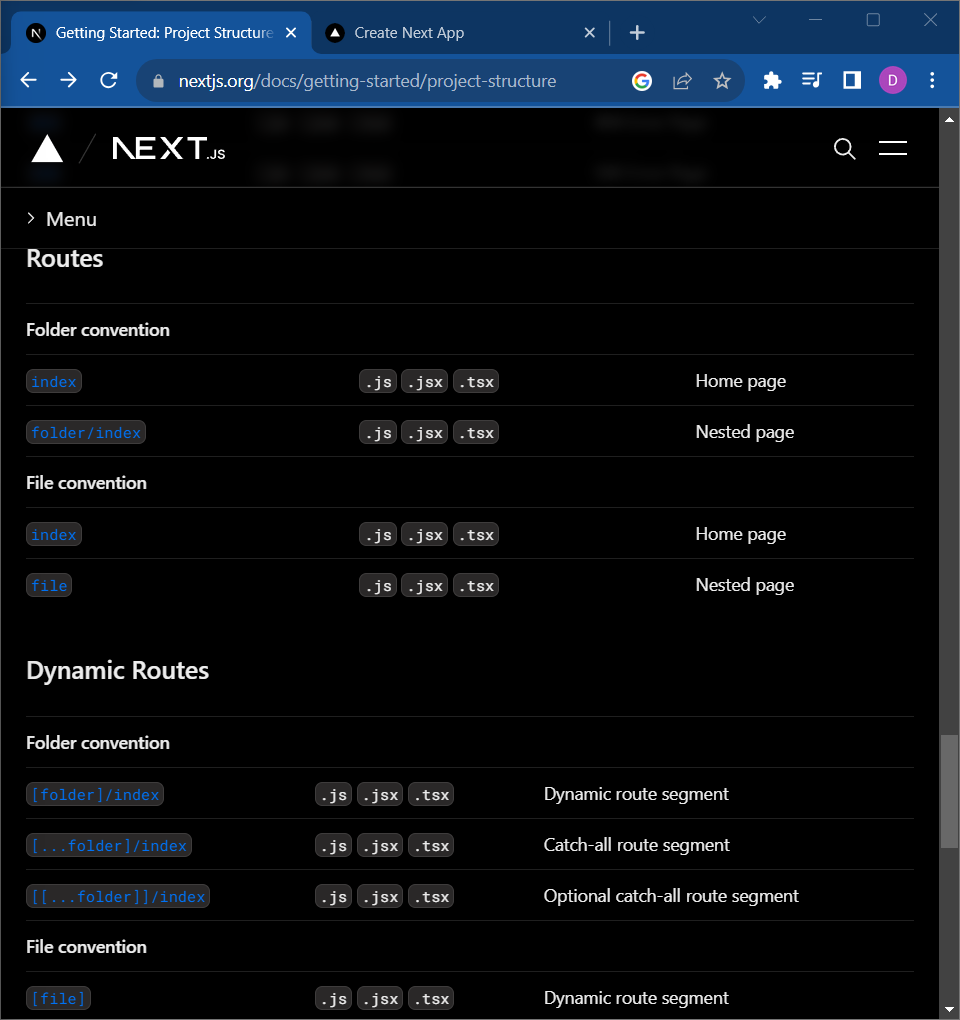 Getting Started: Project Structure
Create Next App
nextjs.org/docs/getting-started/project-structure
D
NEXT.JS
Menu
Routes
Folder convention
index .js .jsx .tsx Home page
folder/index .js .jsx .tsx Nested page
File convention
index .js .jsx .tsx Home page
file .js .jsx .tsx Nested page
Dynamic Routes
Folder convention
[folder]/index .js .jsx .tsx Dynamic route segment
[...folder]/index .js .jsx .tsx Catch-all route segment
[[...folder]]/index .js .jsx .tsx Optional catch-all route segment
File convention
[file] .js .jsx .tsx Dynamic route segment